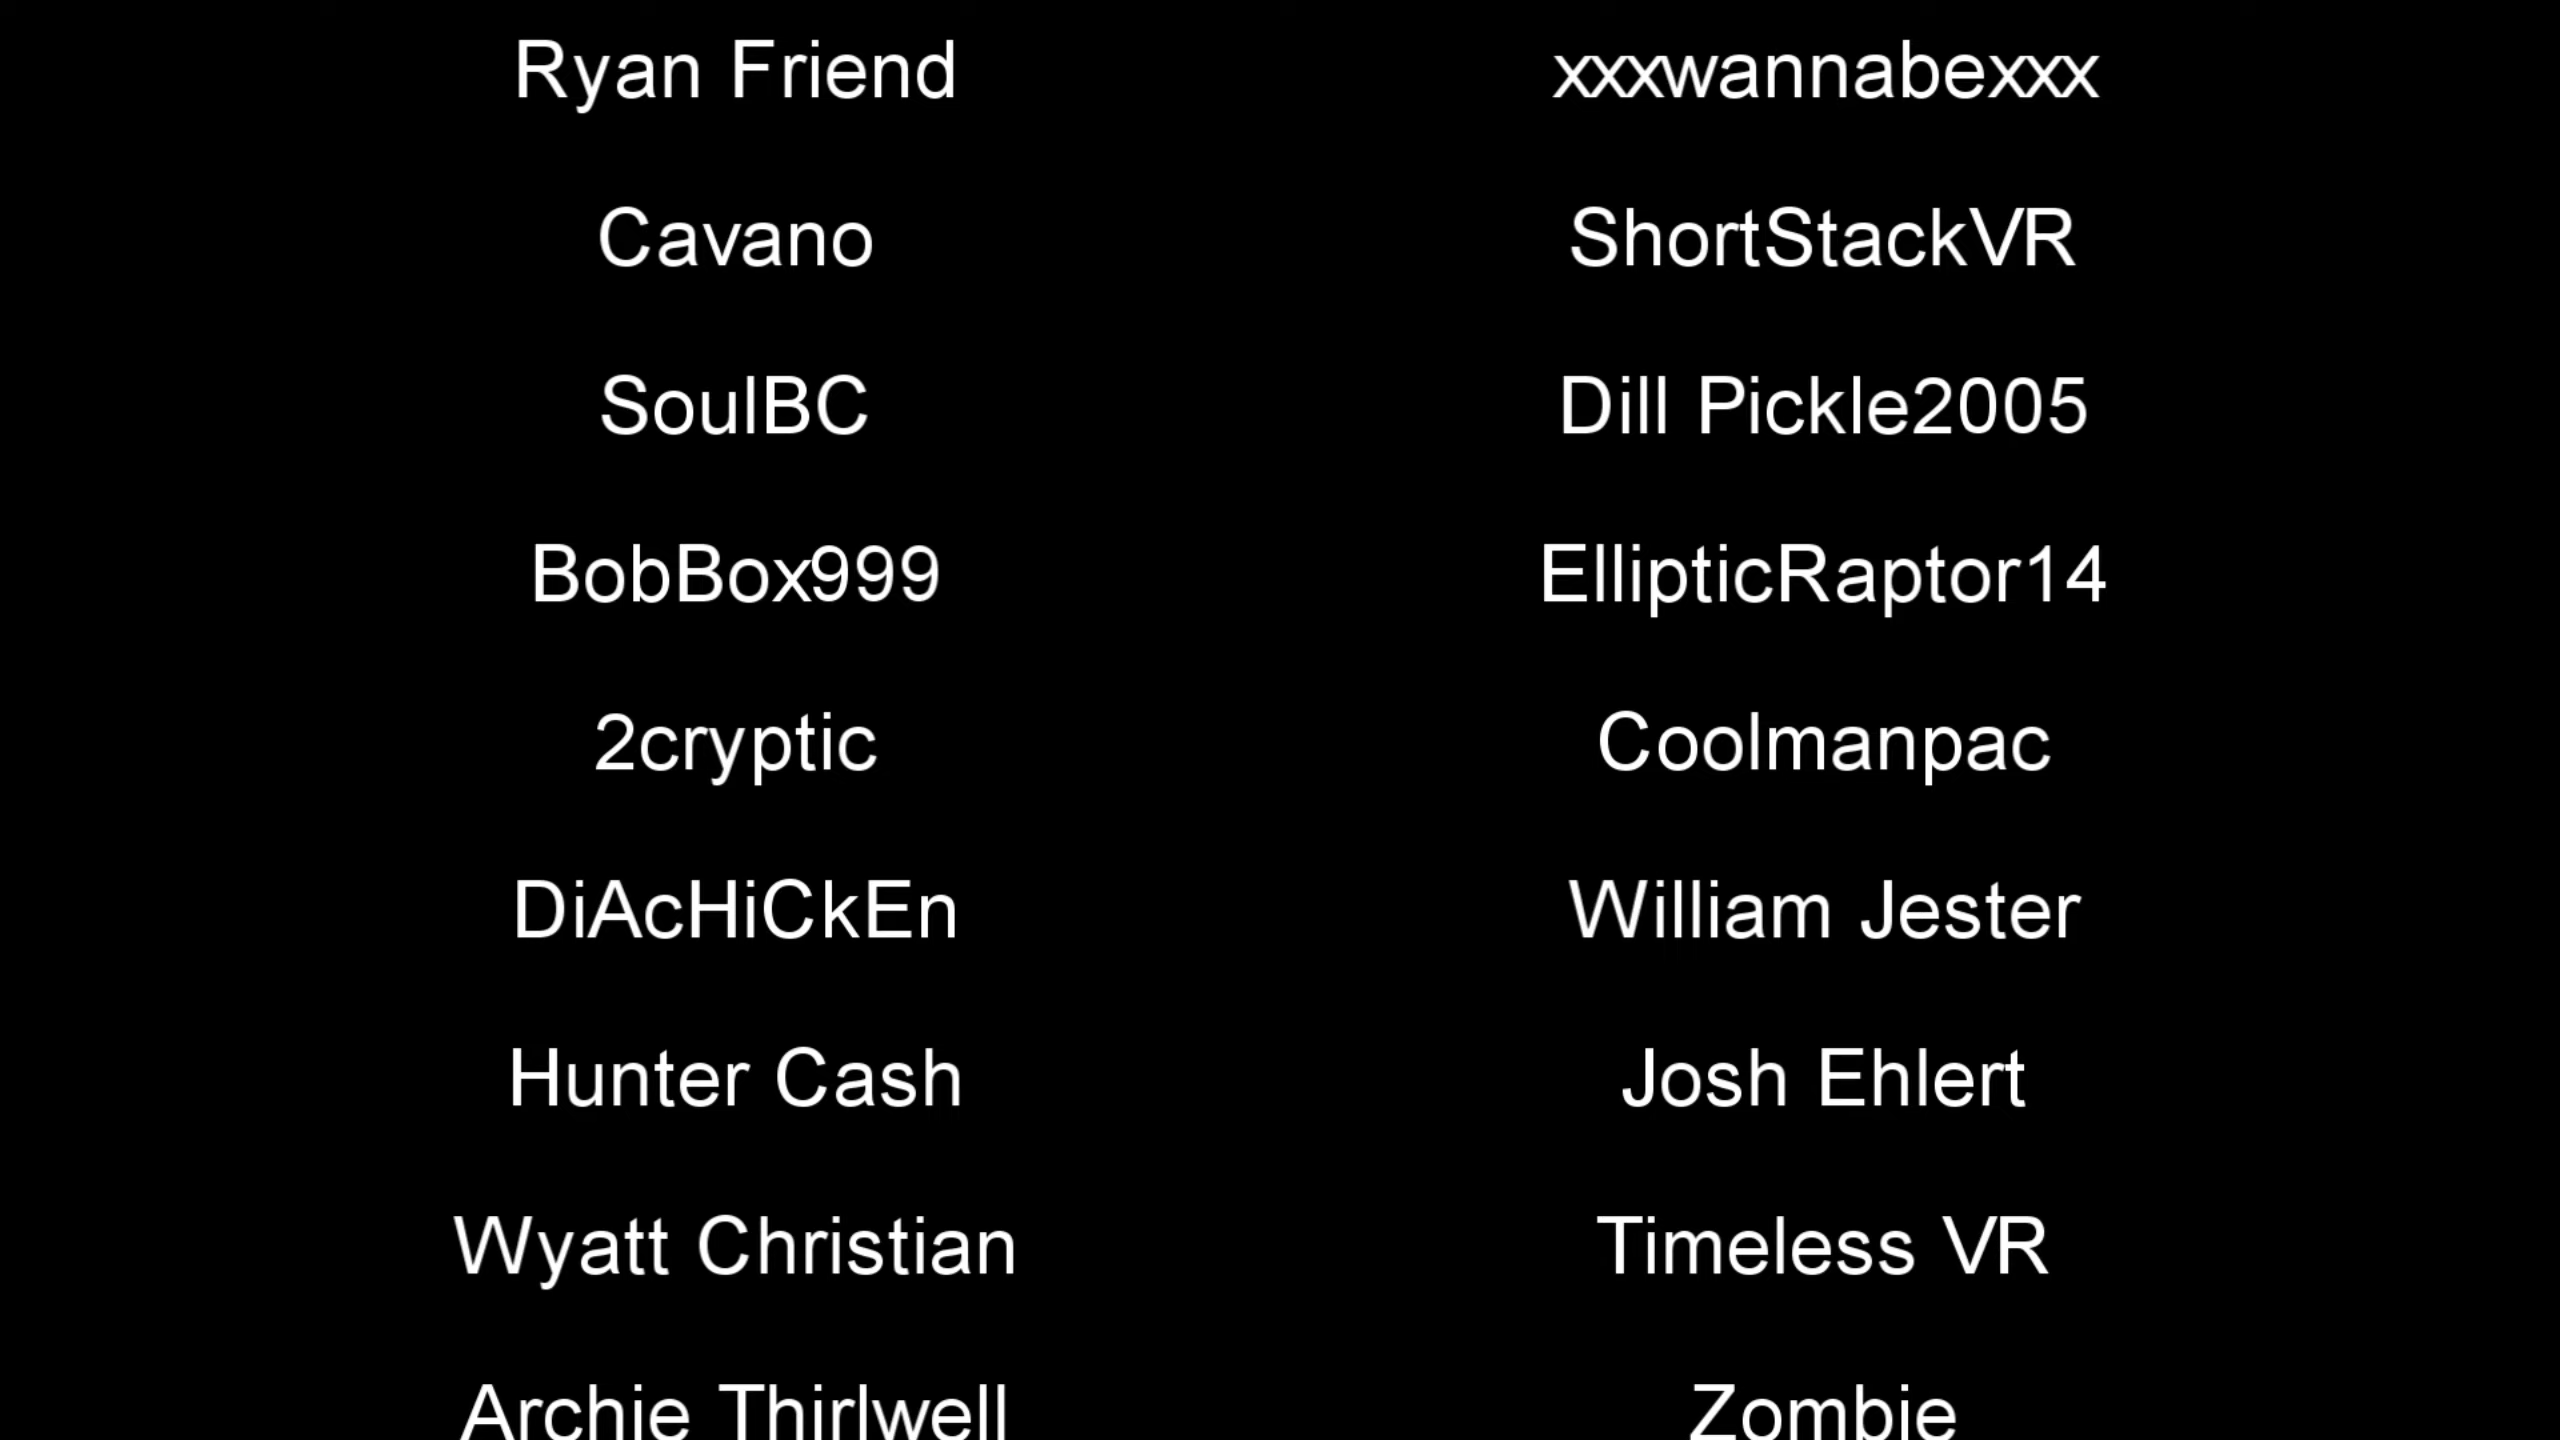 Ryan Friend
xxxwannabexxx
Cavano
ShortStackVR
SoulBC
Dill Pickle2005
BobBox999
EllipticRaptor14
2cryptic
Coolmanpac
DiAcHiCkEn
William Jester
Hunter Cash
Josh Ehlert
Wyatt Christian
Timeless VR
Archie Thirlwell
Zombie